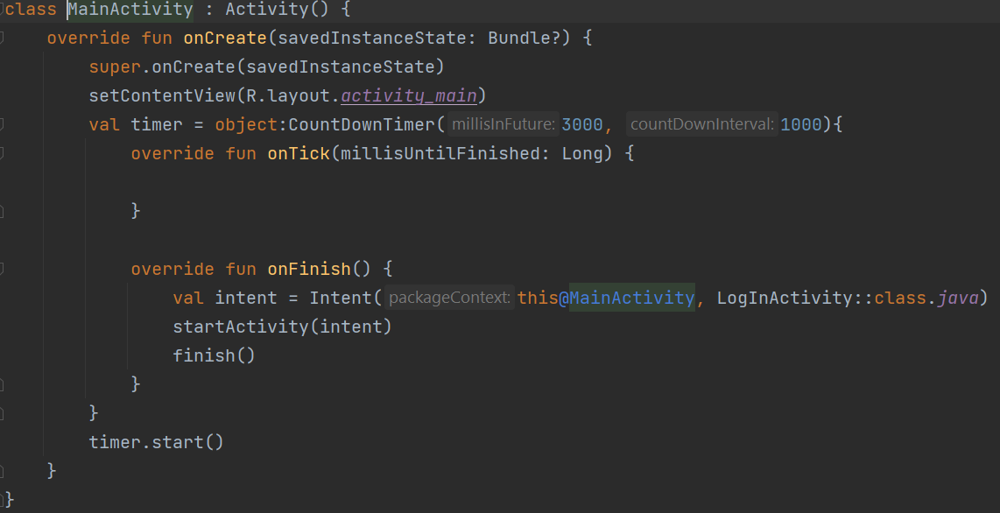 class MainActivity : Activity() {
override fun onCreate(savedInstanceState: Bundle?) {
super.onCreate(savedInstanceState)
setContentView(R.layout.activity_main)
val timer = object:CountDownTimer( millisInFuture: 3000, countDownInterval: 1000){
override fun onTick(millisUntilFinished: Long) {
}
override fun onFinish() {
val intent = Intent( packageContext: this@MainActivity, LogInActivity::class.java)
startActivity(intent)
finish()
}
}
timer.start()
}
}